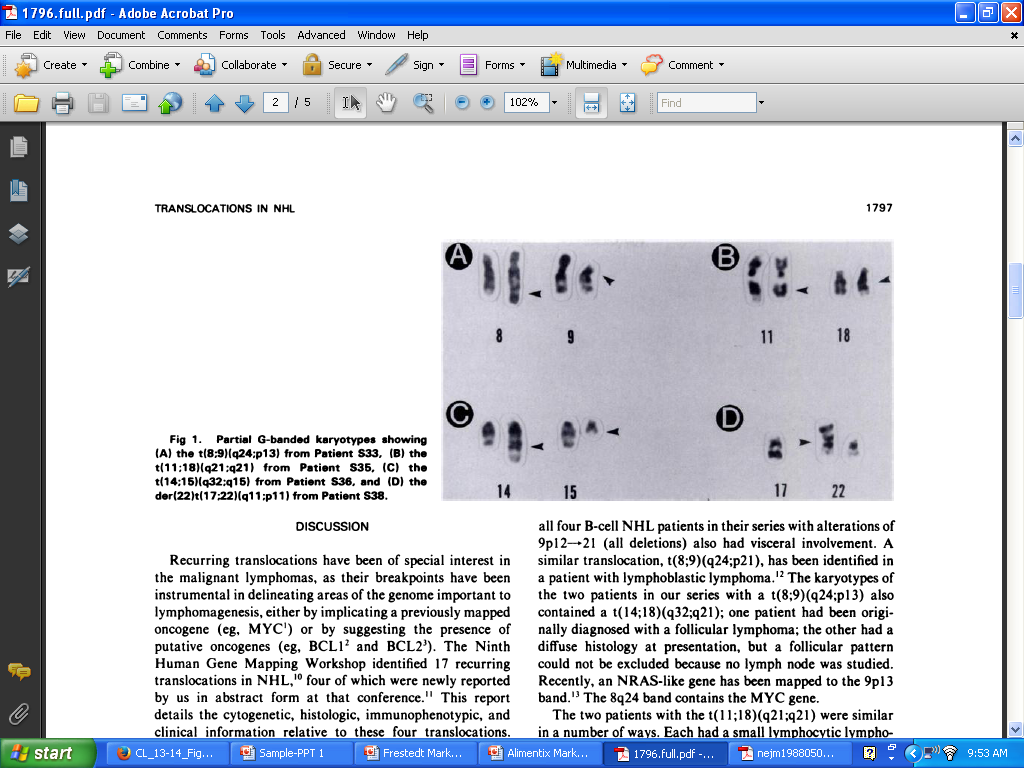 1796.full.pdf - Adobe Acrobat Pro
File Edit View Document Comments Forms Tools Advanced Window Help
Create Combine Collaborate Secure Sign Forms Multimedia Comment
2 / 5 102% Find
TRANSLOCATIONS IN NHL 1797
A B
8 9 11 18
C D
14 15 17 22
Fig 1. Partial G-banded karyotypes showing
(A) the t(8;9)(q24;p13) from Patient S33, (B) the
t(11;18)(q21;q21) from Patient S35, (C) the
t(14;15)(q32;q15) from Patient S36, and (D) the
der(22)t(17;22)(q11;p11) from Patient S38.
DISCUSSION
Recurring translocations have been of special interest in
the malignant lymphomas, as their breakpoints have been
instrumental in delineating areas of the genome important to
lymphomagenesis, either by implicating a previously mapped
oncogene (eg, MYC¹) or by suggesting the presence of
putative oncogenes (eg, BCL1² and BCL2³). The Ninth
Human Gene Mapping Workshop identified 17 recurring
translocations in NHL,¹⁰ four of which were newly reported
by us in abstract form at that conference.¹¹ This report
details the cytogenetic, histologic, immunophenotypic, and
clinical information relative to these four translocations.
all four B-cell NHL patients in their series with alterations of
9p12→21 (all deletions) also had visceral involvement. A
similar translocation, t(8;9)(q24;p21), has been identified in
a patient with lymphoblastic lymphoma.¹² The karyotypes of
the two patients in our series with a t(8;9)(q24;p13) also
contained a t(14;18)(q32;q21); one patient had been origi-
nally diagnosed with a follicular lymphoma; the other had a
diffuse histology at presentation, but a follicular pattern
could not be excluded because no lymph node was studied.
Recently, an NRAS-like gene has been mapped to the 9p13
band.¹³ The 8q24 band contains the MYC gene.
The two patients with the t(11;18)(q21;q21) were similar
in a number of ways. Each had a small lymphocytic lympho-
start CL_13-14_Fig... Sample-PPT 1 Frestedt Mark... Alimentix Mark... 1796.full.pdf -... nejm1988050... 9:53 AM